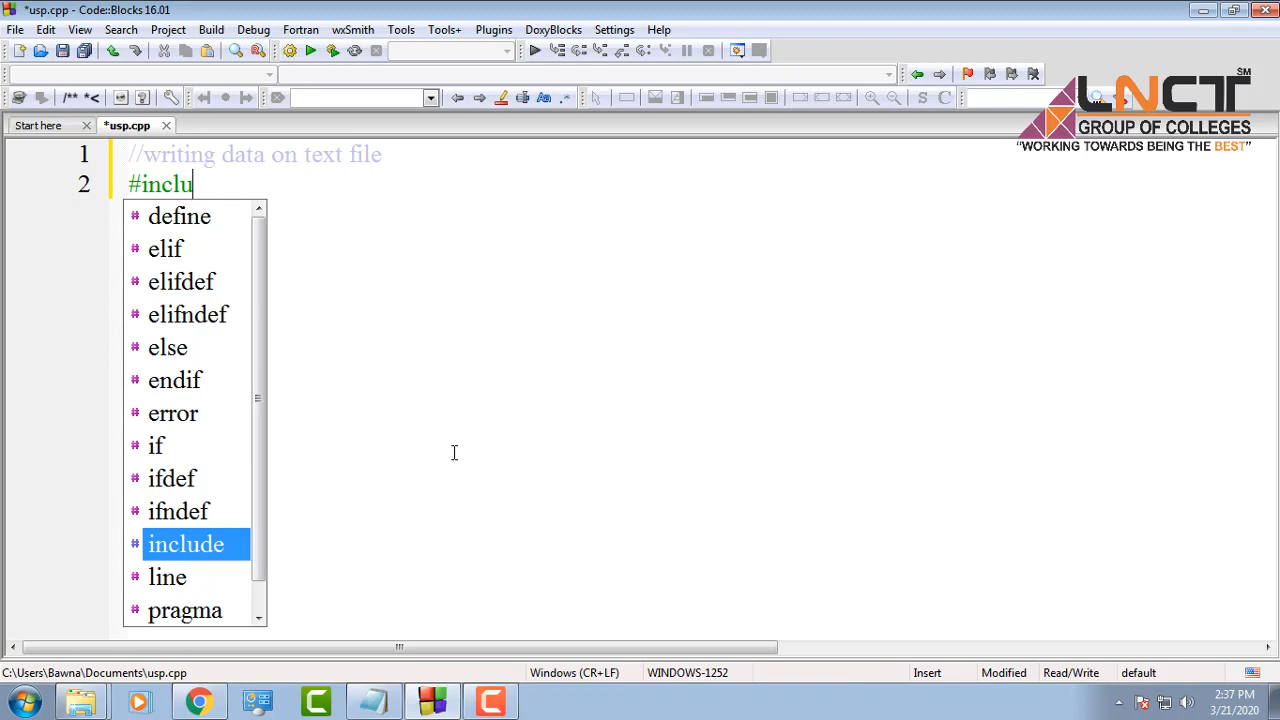 *usp.cpp - Code::Blocks 16.01
File Edit View Search Project Build Debug Fortran wxSmith Tools Tools+ Plugins DoxyBlocks Settings Help
/** *<
S C
Start here *usp.cpp
LNCT SM
GROUP OF COLLEGES
"WORKING TOWARDS BEING THE BEST"
1 //writing data on text file
2 #inclu
# define
# elif
# elifdef
# elifndef
# else
# endif
# error
# if
# ifdef
# ifndef
# include
# line
# pragma
C:\Users\Bawna\Documents\usp.cpp Windows (CR+LF) WINDOWS-1252 Insert Modified Read/Write default
2:37 PM
3/21/2020